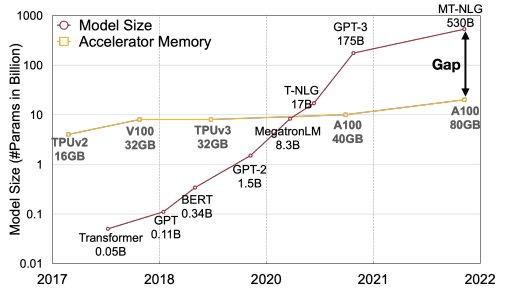 MT-NLG
530B
1000
Model Size
Accelerator Memory
GPT-3
175B
100
Gap
T-NLG
17B
10
TPUv2
16GB
V100
32GB
TPUv3
32GB
MegatronLM
8.3B
A100
40GB
A100
80GB
1
GPT-2
1.5B
BERT
0.34B
0.1
GPT
0.11B
Transformer
0.05B
0.01
Model Size (#Params in Billion)
2017
2018
2020
2021
2022